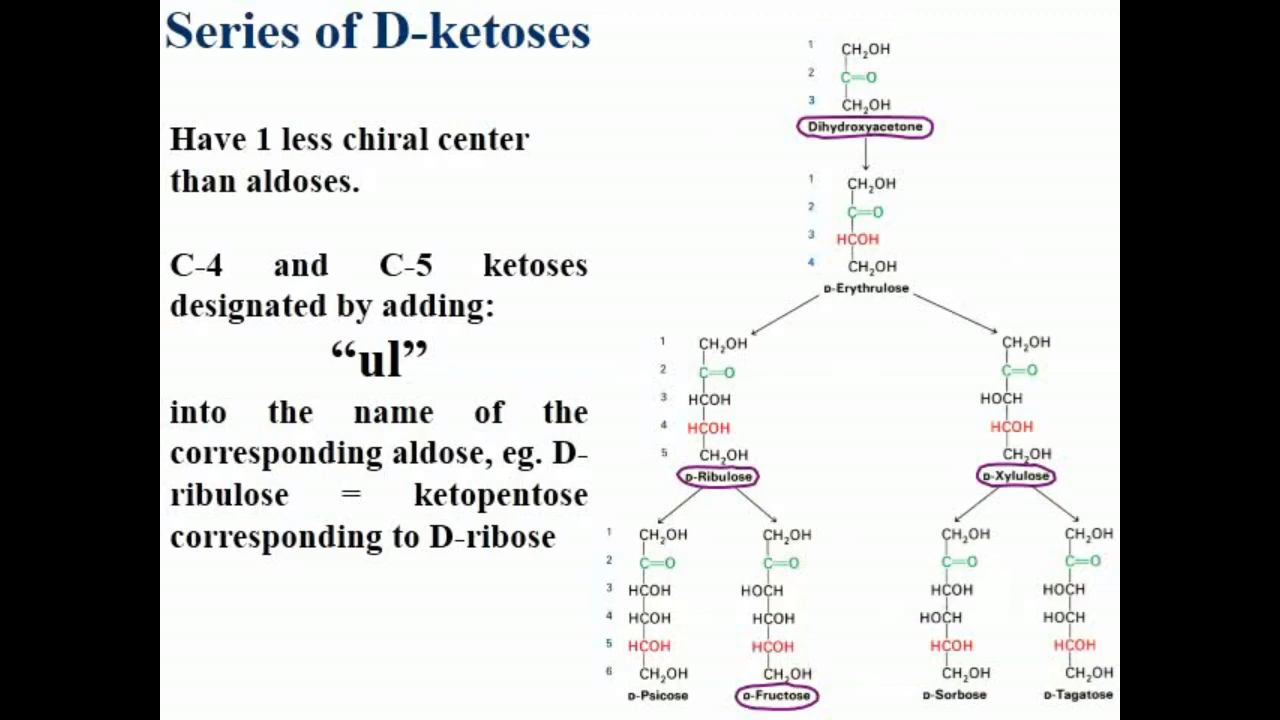 Series of D-ketoses
Have 1 less chiral center
than aldoses.
C-4 and C-5 ketoses
designated by adding:
“ul”
into the name of the
corresponding aldose, eg. D-
ribulose = ketopentose
corresponding to D-ribose
1 CH₂OH
2 C=O
3 CH₂OH
Dihydroxyacetone
1 CH₂OH
2 C=O
3 HCOH
4 CH₂OH
D-Erythrulose
1 CH₂OH CH₂OH
2 C=O C=O
3 HCOH HOCH
4 HCOH HCOH
5 CH₂OH CH₂OH
D-Ribulose D-Xylulose
1 CH₂OH CH₂OH CH₂OH CH₂OH
2 C=O C=O C=O C=O
3 HCOH HOCH HCOH HOCH
4 HCOH HCOH HOCH HOCH
5 HCOH HCOH HCOH HCOH
6 CH₂OH CH₂OH CH₂OH CH₂OH
D-Psicose D-Fructose D-Sorbose D-Tagatose